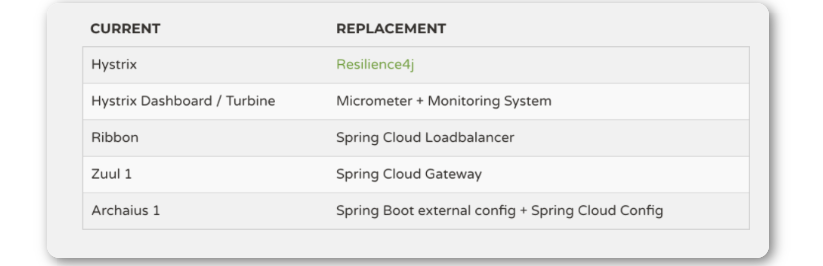 CURRENT REPLACEMENT
Hystrix Resilience4j
Hystrix Dashboard / Turbine Micrometer + Monitoring System
Ribbon Spring Cloud Loadbalancer
Zuul 1 Spring Cloud Gateway
Archaius 1 Spring Boot external config + Spring Cloud Config